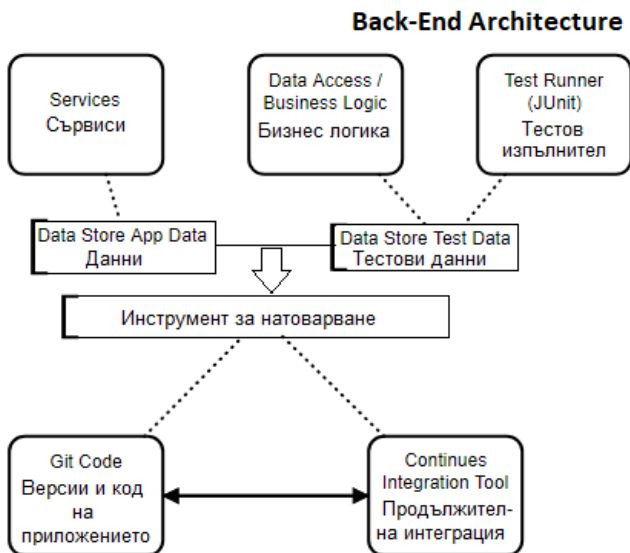 Back-End Architecture
Services
Сървиси
Data Access /
Business Logic
Бизнес логика
Test Runner
(JUnit)
Тестов
изпълнител
Data Store App Data
Данни
Data Store Test Data
Тестови данни
Инструмент за натоварване
Git Code
Версии и код
на
приложението
Continues
Integration Tool
Продължител-
на интеграция